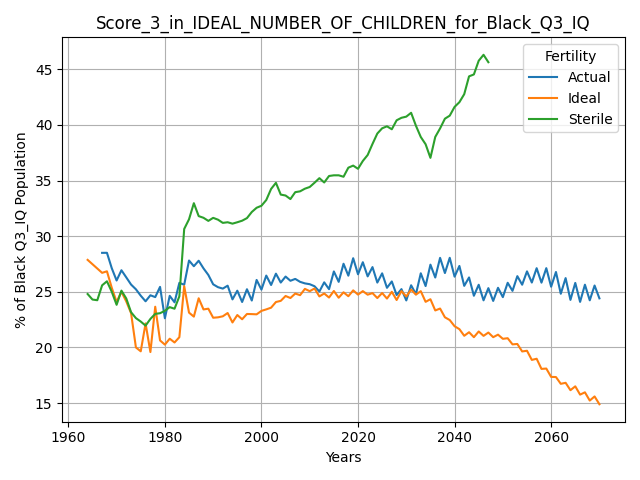 Score_3_in_IDEAL_NUMBER_OF_CHILDREN_for_Black_Q3_IQ
% of Black Q3_IQ Population
45
40
35
30
25
20
15
Fertility
Actual
Ideal
Sterile
1960 1980 2000 2020 2040 2060
Years